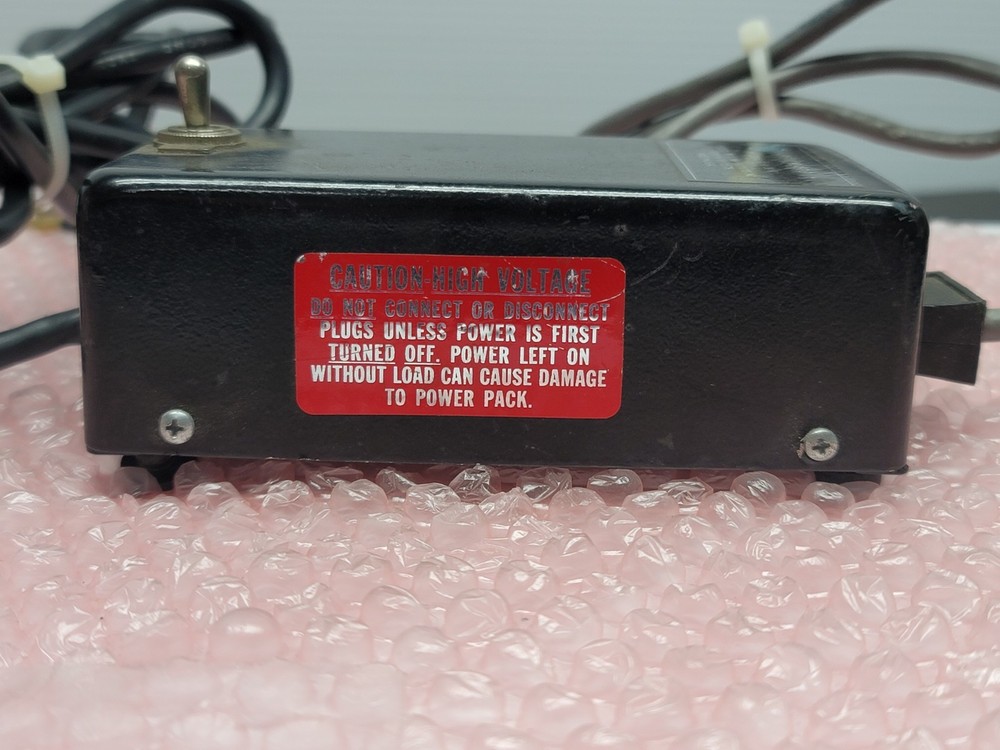 CAUTION-HIGH VOLTAGE
DO NOT CONNECT OR DISCONNECT
PLUGS UNLESS POWER IS FIRST
TURNED OFF. POWER LEFT ON
WITHOUT LOAD CAN CAUSE DAMAGE
TO POWER PACK.